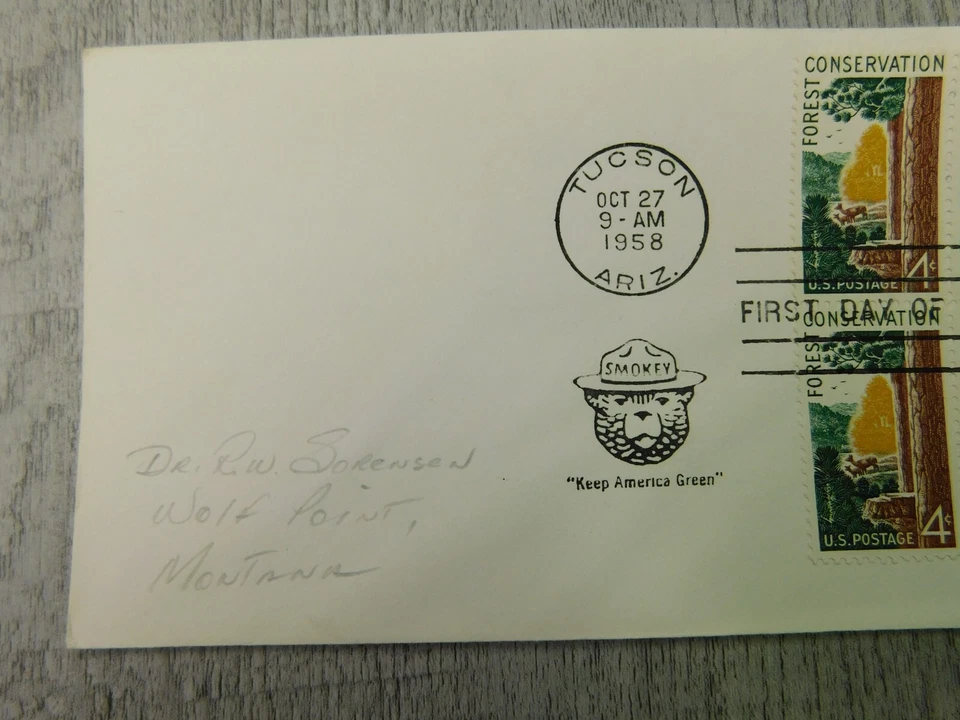 FOREST
CONSERVATION
U.S. POSTAGE 4¢
TUCSON
OCT 27
9 - AM
1958
ARIZ.
FIRST DAY OF
FOREST
CONSERVATION
U.S. POSTAGE 4¢
SMOKEY
"Keep America Green"
DR. R.W. SORENSEN
Wolf Point,
Montana